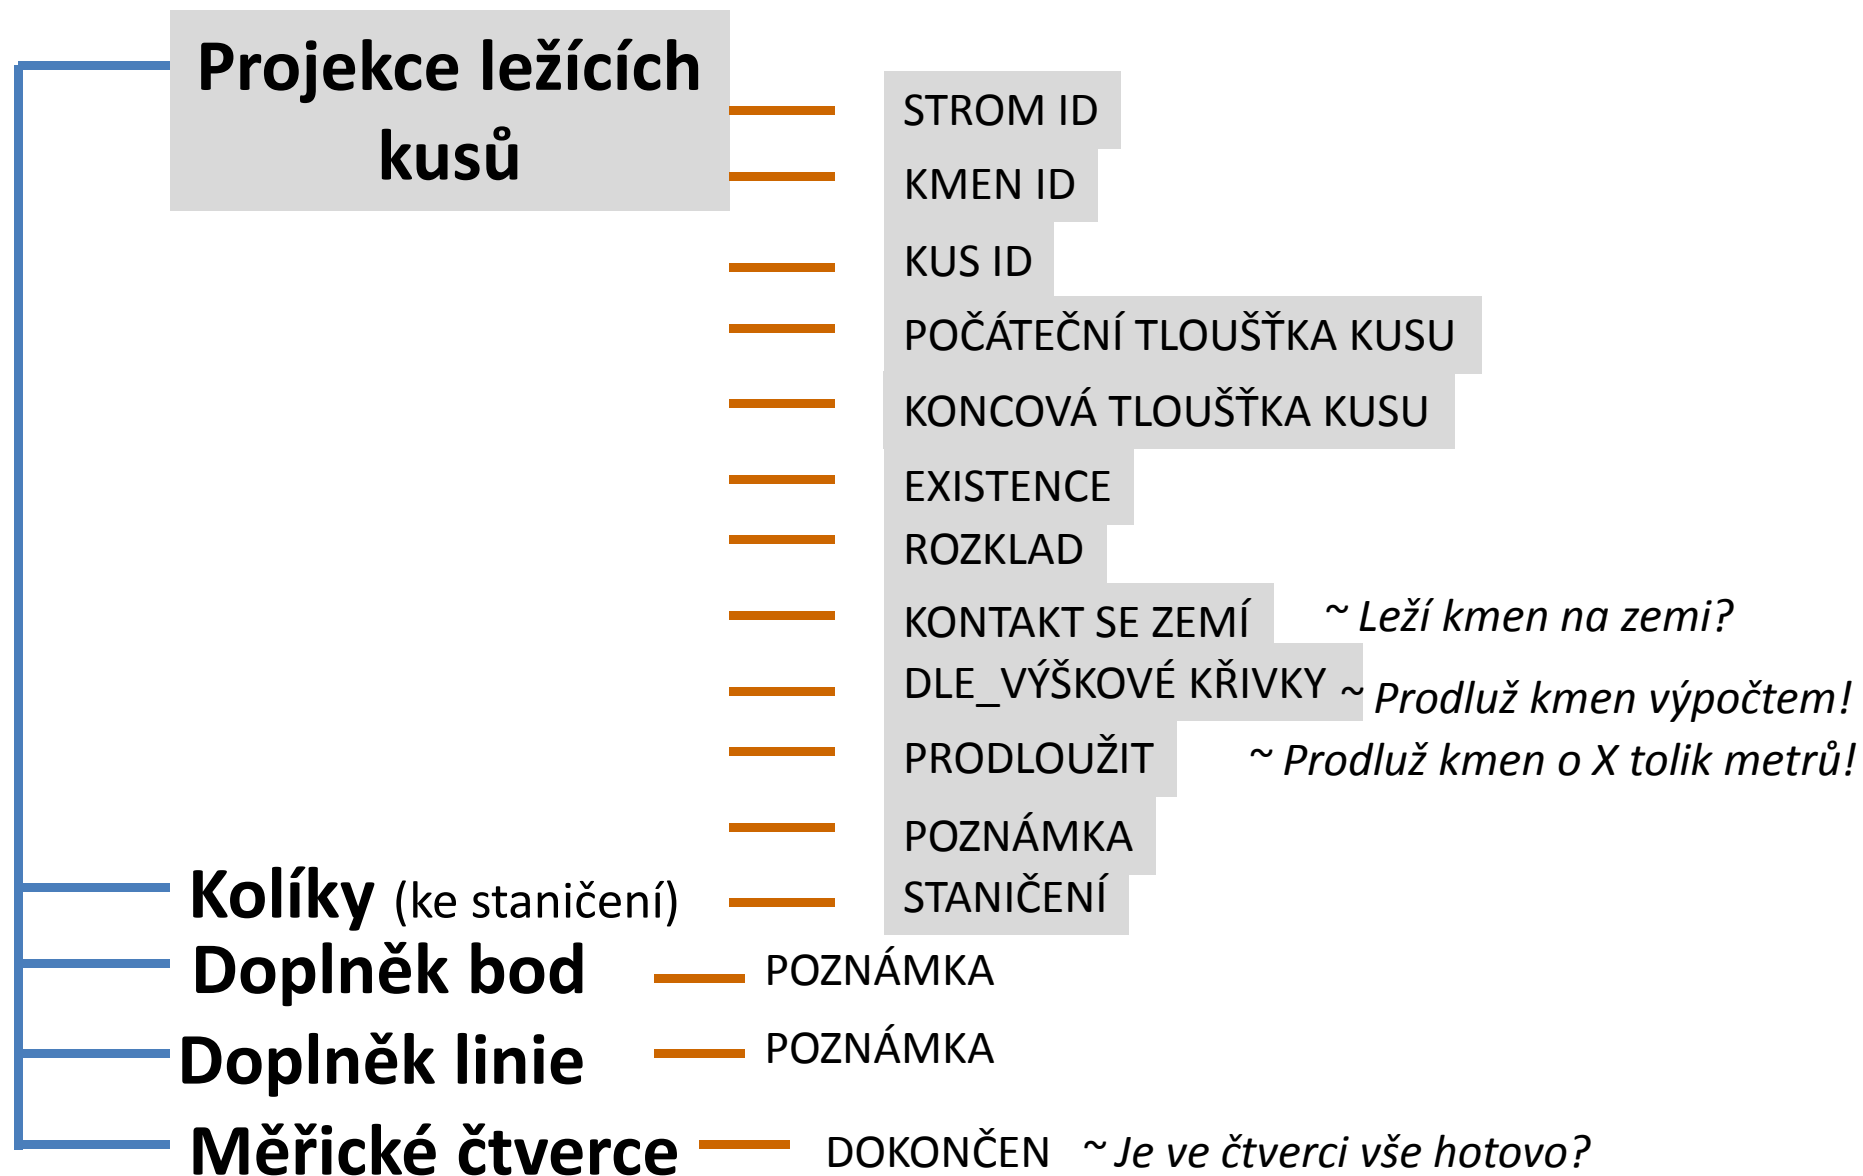 Projekce ležících
kusů
STROM ID
KMEN ID
KUS ID
POČÁTEČNÍ TLOUŠŤKA KUSU
KONCOVÁ TLOUŠŤKA KUSU
EXISTENCE
ROZKLAD
KONTAKT SE ZEMÍ ~ Leží kmen na zemi?
DLE_VÝŠKOVÉ KŘIVKY ~ Prodluž kmen výpočtem!
PRODLOUŽIT ~ Prodluž kmen o X tolik metrů!
POZNÁMKA
STANIČENÍ
Kolíky (ke staničení)
Doplněk bod POZNÁMKA
Doplněk linie POZNÁMKA
Měřické čtverce DOKONČEN ~ Je ve čtverci vše hotovo?